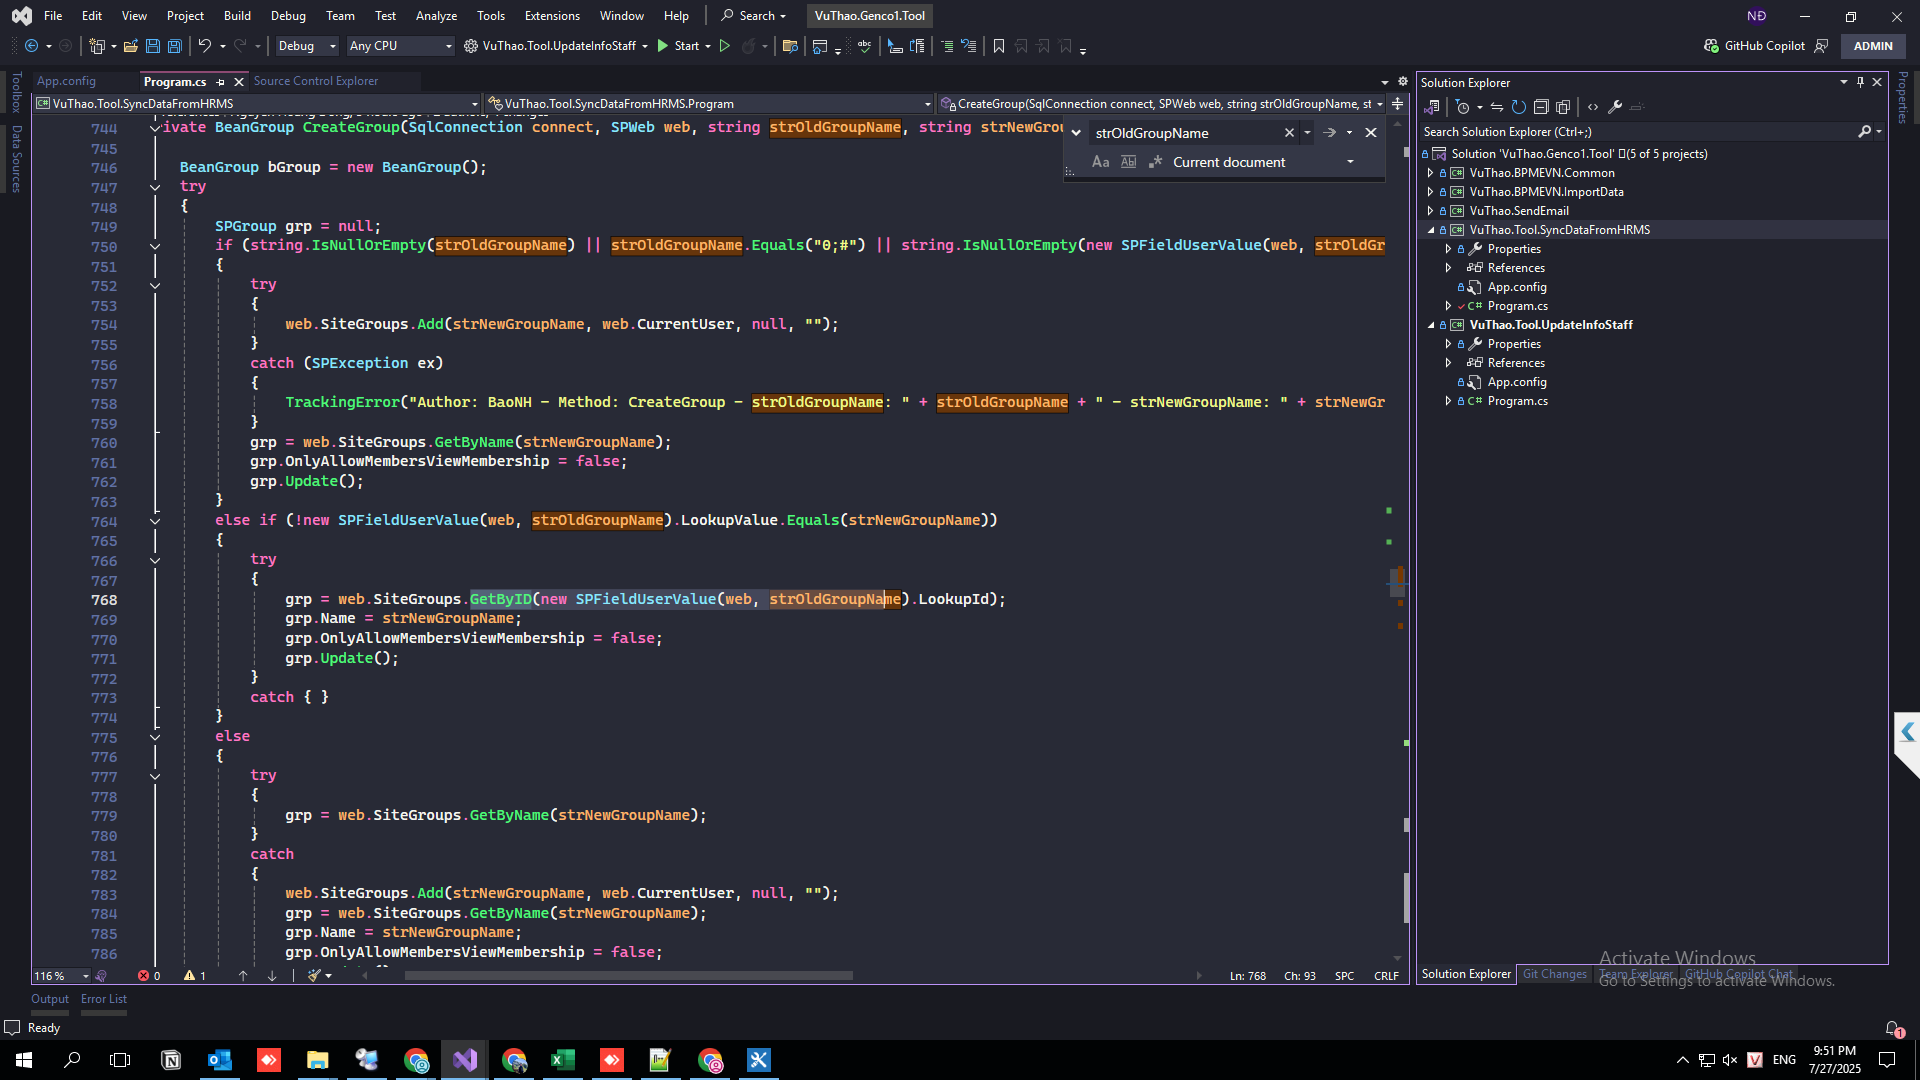 File Edit View Project Build Debug Team Test Analyze Tools Extensions Window Help Search VuThao.Genco1.Tool NĐ
Debug Any CPU VuThao.Tool.UpdateInfoStaff Start GitHub Copilot ADMIN
Toolbox
Data Sources
App.config Program.cs Source Control Explorer
VuThao.Tool.SyncDataFromHRMS VuThao.Tool.SyncDataFromHRMS.Program CreateGroup(SqlConnection connect, SPWeb web, string strOldGroupName, st
strOldGroupName
Aa Ab Current document
744 ivate BeanGroup CreateGroup(SqlConnection connect, SPWeb web, string strOldGroupName, string strNewGrou
745
746 BeanGroup bGroup = new BeanGroup();
747 try
748 {
749 SPGroup grp = null;
750 if (string.IsNullOrEmpty(strOldGroupName) || strOldGroupName.Equals("0;#") || string.IsNullOrEmpty(new SPFieldUserValue(web, strOldGr
751 {
752 try
753 {
754 web.SiteGroups.Add(strNewGroupName, web.CurrentUser, null, "");
755 }
756 catch (SPException ex)
757 {
758 TrackingError("Author: BaoNH - Method: CreateGroup - strOldGroupName: " + strOldGroupName + " - strNewGroupName: " + strNewGr
759 }
760 grp = web.SiteGroups.GetByName(strNewGroupName);
761 grp.OnlyAllowMembersViewMembership = false;
762 grp.Update();
763 }
764 else if (!new SPFieldUserValue(web, strOldGroupName).LookupValue.Equals(strNewGroupName))
765 {
766 try
767 {
768 grp = web.SiteGroups.GetByID(new SPFieldUserValue(web, strOldGroupName).LookupId);
769 grp.Name = strNewGroupName;
770 grp.OnlyAllowMembersViewMembership = false;
771 grp.Update();
772 }
773 catch { }
774 }
775 else
776 {
777 try
778 {
779 grp = web.SiteGroups.GetByName(strNewGroupName);
780 }
781 catch
782 {
783 web.SiteGroups.Add(strNewGroupName, web.CurrentUser, null, "");
784 grp = web.SiteGroups.GetByName(strNewGroupName);
785 grp.Name = strNewGroupName;
786 grp.OnlyAllowMembersViewMembership = false;
116 % 0 1 Ln: 768 Ch: 93 SPC CRLF
Solution Explorer
Search Solution Explorer (Ctrl+;)
Solution 'VuThao.Genco1.Tool' (5 of 5 projects)
VuThao.BPMEVN.Common
VuThao.BPMEVN.ImportData
VuThao.SendEmail
VuThao.Tool.SyncDataFromHRMS
Properties
References
App.config
C# Program.cs
VuThao.Tool.UpdateInfoStaff
Properties
References
App.config
C# Program.cs
Properties
Activate Windows
Go to Settings to activate Windows.
Solution Explorer Git Changes Team Explorer GitHub Copilot Chat
Output Error List
Ready 1
ENG 9:51 PM
7/27/2025